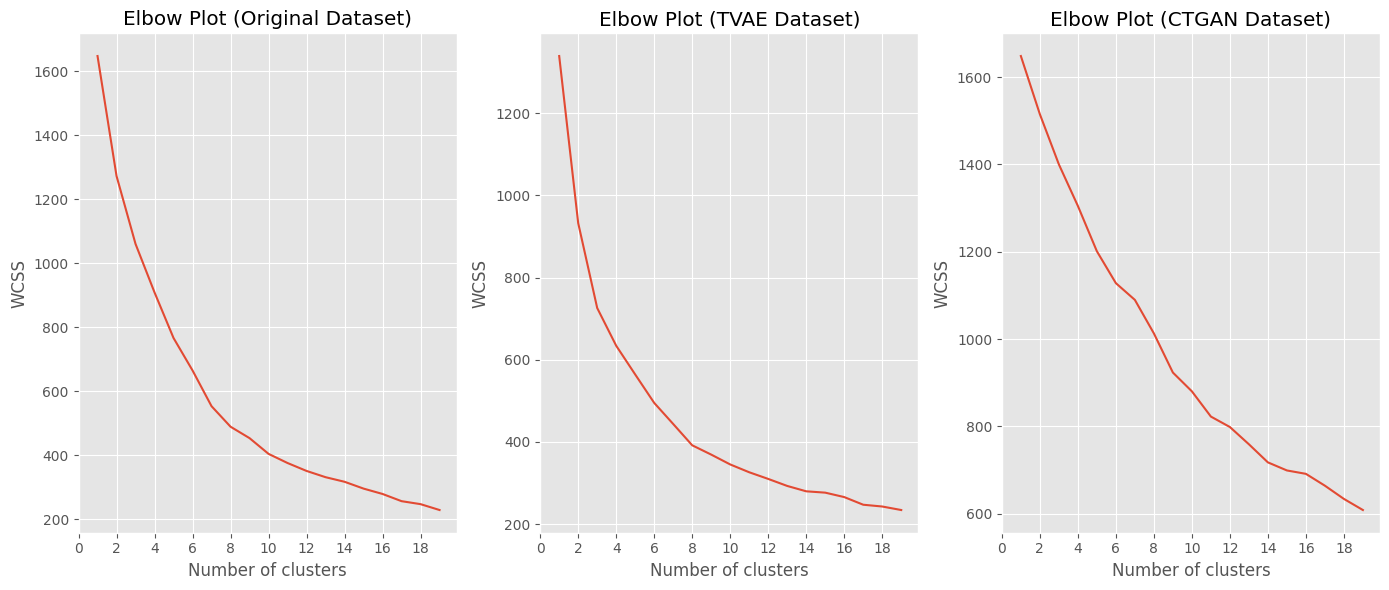 Elbow Plot (Original Dataset)
1600
1400
1200
1000
800
600
400
200
WCSS
0 2 4 6 8 10 12 14 16 18
Number of clusters
Elbow Plot (TVAE Dataset)
1200
1000
800
600
400
200
WCSS
0 2 4 6 8 10 12 14 16 18
Number of clusters
Elbow Plot (CTGAN Dataset)
1600
1400
1200
1000
800
600
WCSS
0 2 4 6 8 10 12 14 16 18
Number of clusters